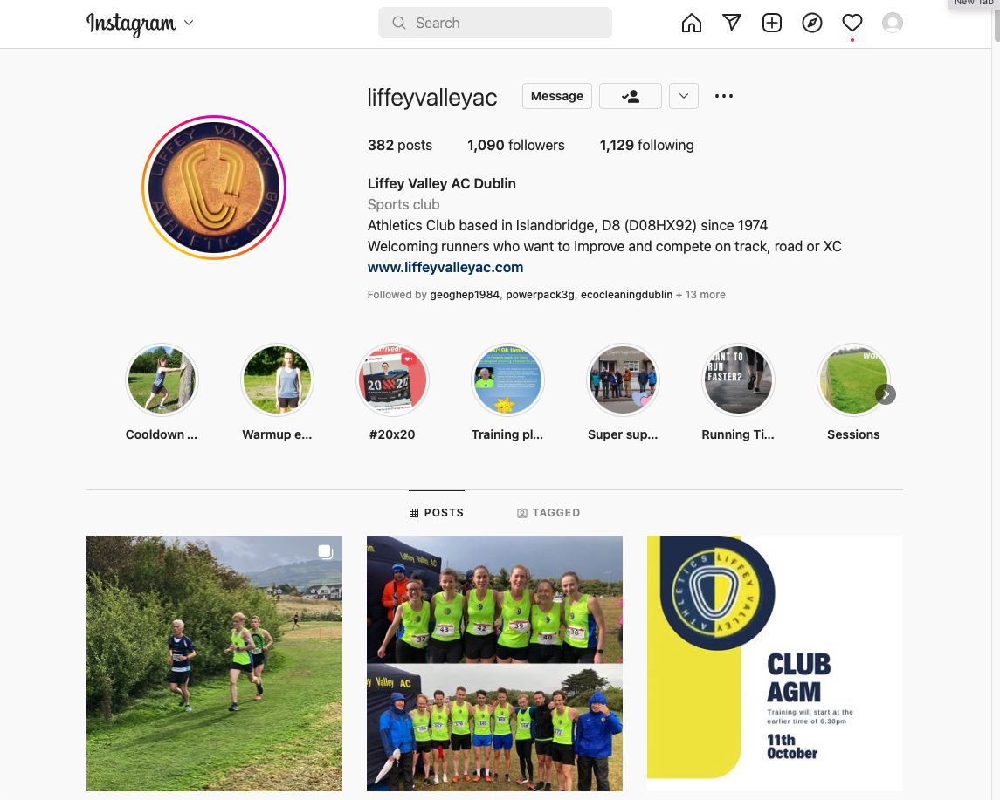 New Tab
Instagram
Search
liffeyvalleyac
Message
382 posts 1,090 followers 1,129 following
Liffey Valley AC Dublin
Sports club
Athletics Club based in Islandbridge, D8 (D08HX92) since 1974
Welcoming runners who want to Improve and compete on track, road or XC
www.liffeyvalleyac.com
Followed by geoghep1984, powerpack3g, ecocleaningdublin + 13 more
LIFFEY VALLEY
ATHLETIC CLUB
20x20
WANT TO
RUN
FASTER?
Cooldown ... Warmup e... #20x20 Training pl... Super sup... Running Ti... Sessions
POSTS TAGGED
Liffey Valley AC
37 43 42 39 40 38
Valley AC
ATHLETICS LIFFEY VALLEY
CLUB
AGM
Training will start at the
earlier time of 6.30pm
11th
October